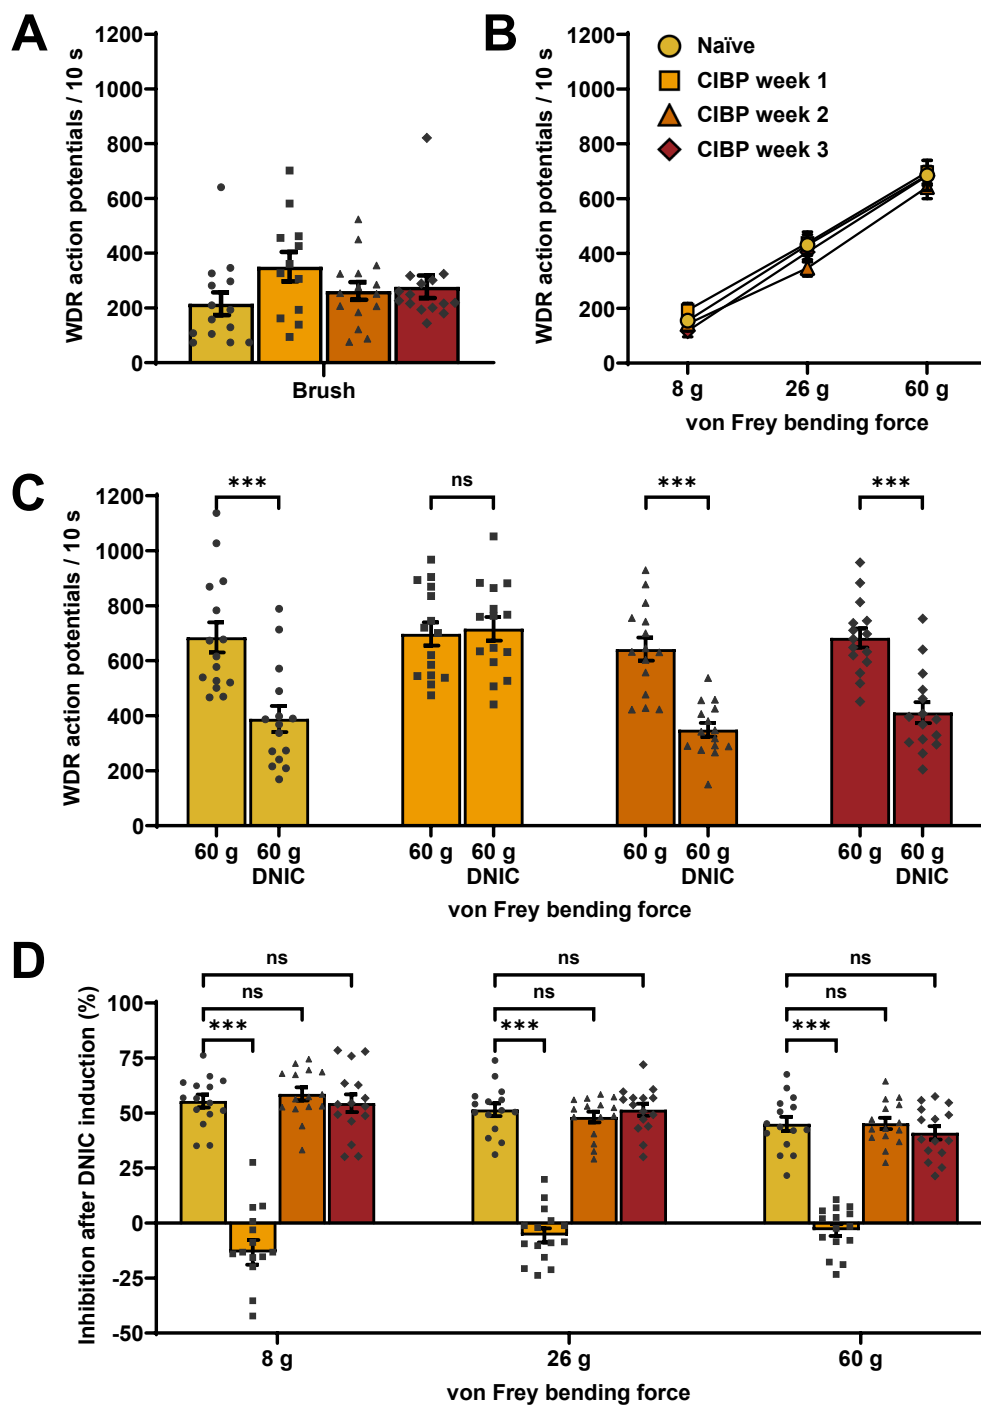 A
WDR action potentials / 10 s
1200
1000
800
600
400
200
0
Brush
B
WDR action potentials / 10 s
1200
1000
800
600
400
200
0
Naïve
CIBP week 1
CIBP week 2
CIBP week 3
8 g 26 g 60 g
von Frey bending force
C
WDR action potentials / 10 s
1200
1000
800
600
400
200
0
*** ns *** ***
60 g 60 g 60 g 60 g 60 g 60 g 60 g 60 g
DNIC DNIC DNIC DNIC
von Frey bending force
D
Inhibition after DNIC induction (%)
100
75
50
25
0
-25
-50
ns ns ns
ns ns ns
*** *** ***
8 g 26 g 60 g
von Frey bending force